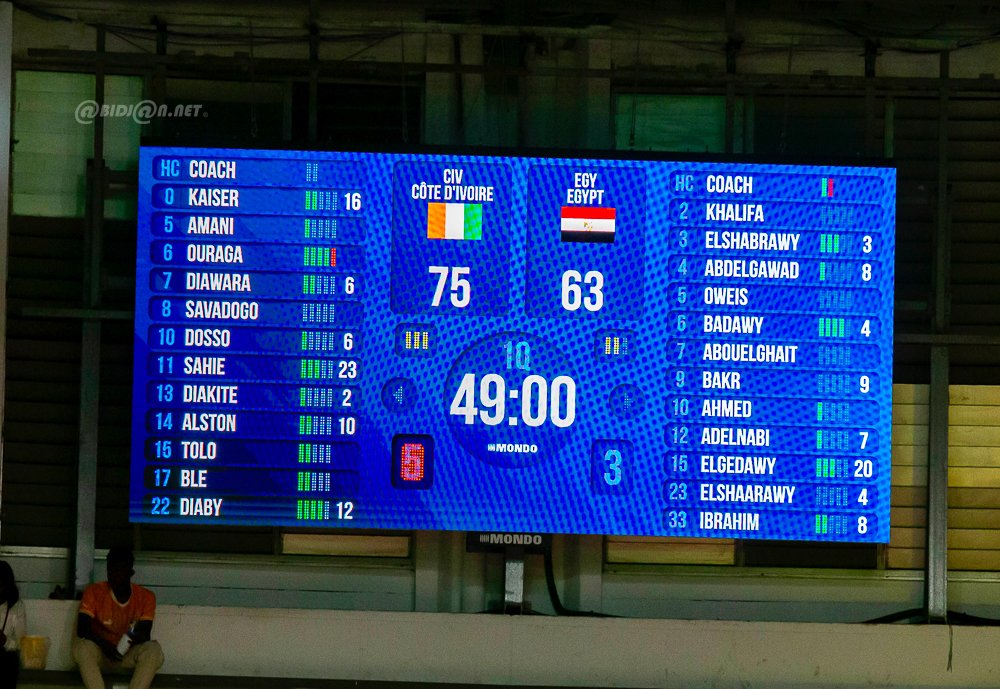 @BIDJ@N.NET
HC COACH
0 KAISER 16
5 AMANI
6 OURAGA
7 DIAWARA 6
8 SAVADOGO
10 DOSSO 6
11 SAHIE 23
13 DIAKITE 2
14 ALSTON 10
15 TOLO
17 BLE
22 DIABY 12
CIV
CÔTE D'IVOIRE
75
EGY
EGYPT
63
1Q
49:00
MONDO
5
3
HC COACH
2 KHALIFA
3 ELSHABRAWY 3
4 ABDELGAWAD 8
5 OWEIS
6 BADAWY 4
7 ABOUELGHAIT
9 BAKR 9
10 AHMED
12 ADELNABI 7
15 ELGEDAWY 20
23 ELSHAARAWY 4
33 IBRAHIM 8
MONDO